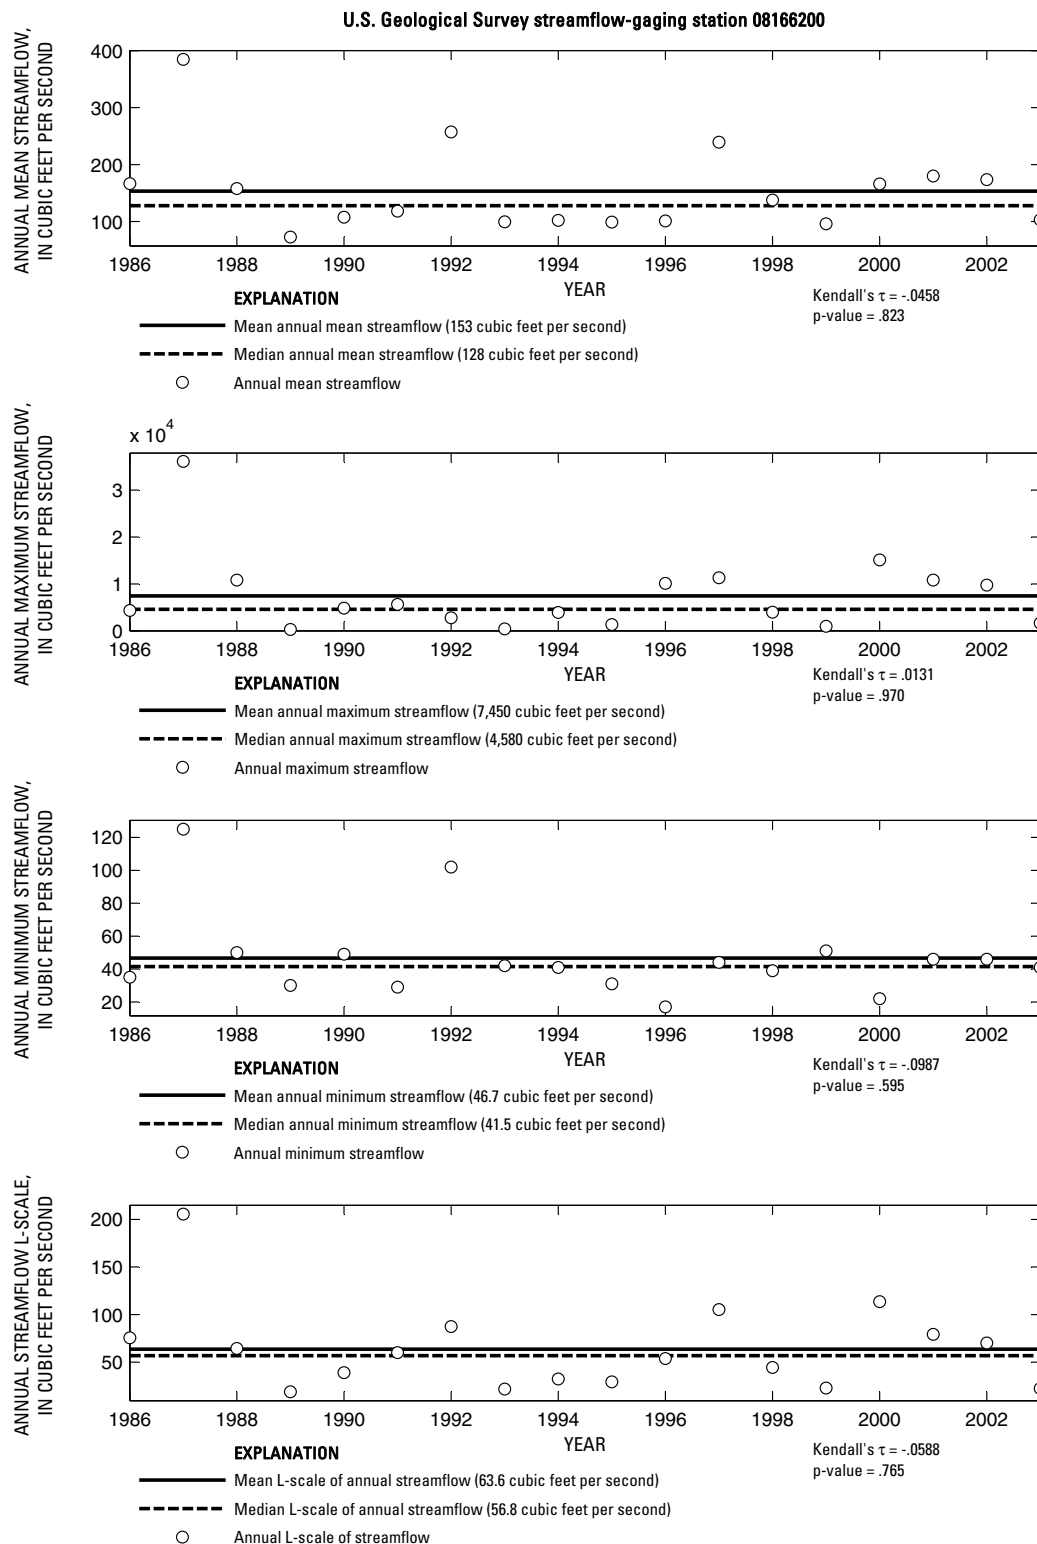 U.S. Geological Survey streamflow-gaging station 08166200
ANNUAL MEAN STREAMFLOW,
IN CUBIC FEET PER SECOND
400
300
200
100
1986 1988 1990 1992 1994 1996 1998 2000 2002
YEAR
Kendall's τ = -.0458
p-value = .823
EXPLANATION
Mean annual mean streamflow (153 cubic feet per second)
Median annual mean streamflow (128 cubic feet per second)
Annual mean streamflow
ANNUAL MAXIMUM STREAMFLOW,
IN CUBIC FEET PER SECOND
x 10^4
3
2
1
0
1986 1988 1990 1992 1994 1996 1998 2000 2002
YEAR
Kendall's τ = .0131
p-value = .970
EXPLANATION
Mean annual maximum streamflow (7,450 cubic feet per second)
Median annual maximum streamflow (4,580 cubic feet per second)
Annual maximum streamflow
ANNUAL MINIMUM STREAMFLOW,
IN CUBIC FEET PER SECOND
120
100
80
60
40
20
1986 1988 1990 1992 1994 1996 1998 2000 2002
YEAR
Kendall's τ = -.0987
p-value = .595
EXPLANATION
Mean annual minimum streamflow (46.7 cubic feet per second)
Median annual minimum streamflow (41.5 cubic feet per second)
Annual minimum streamflow
ANNUAL STREAMFLOW L-SCALE,
IN CUBIC FEET PER SECOND
200
150
100
50
1986 1988 1990 1992 1994 1996 1998 2000 2002
YEAR
Kendall's τ = -.0588
p-value = .765
EXPLANATION
Mean L-scale of annual streamflow (63.6 cubic feet per second)
Median L-scale of annual streamflow (56.8 cubic feet per second)
Annual L-scale of streamflow